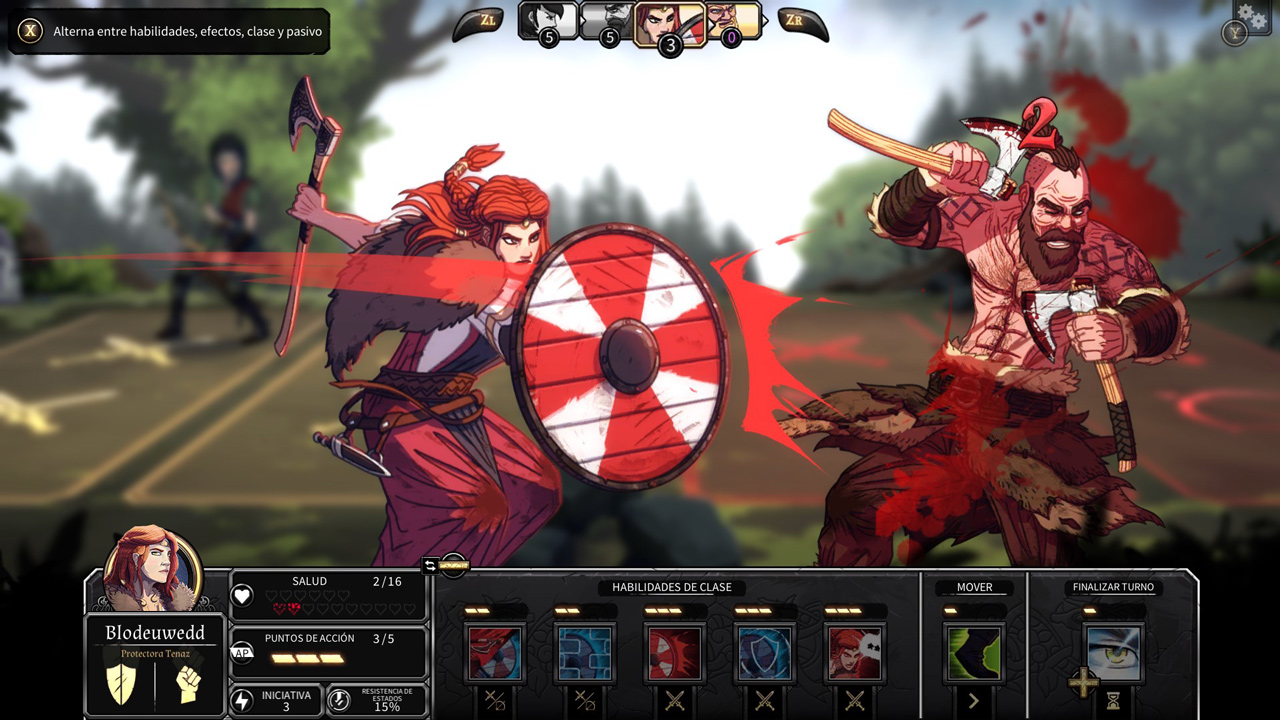 X Alterna entre habilidades, efectos, clase y pasivo
ZL
5
5
3
0
ZR
Y
2
Blodeuwedd
Protectora Tenaz
SALUD 2/16
AP PUNTOS DE ACCIÓN 3/5
INICIATIVA
3
RESISTENCIA DE
ESTADOS
15%
HABILIDADES DE CLASE
MOVER
FINALIZAR TURNO